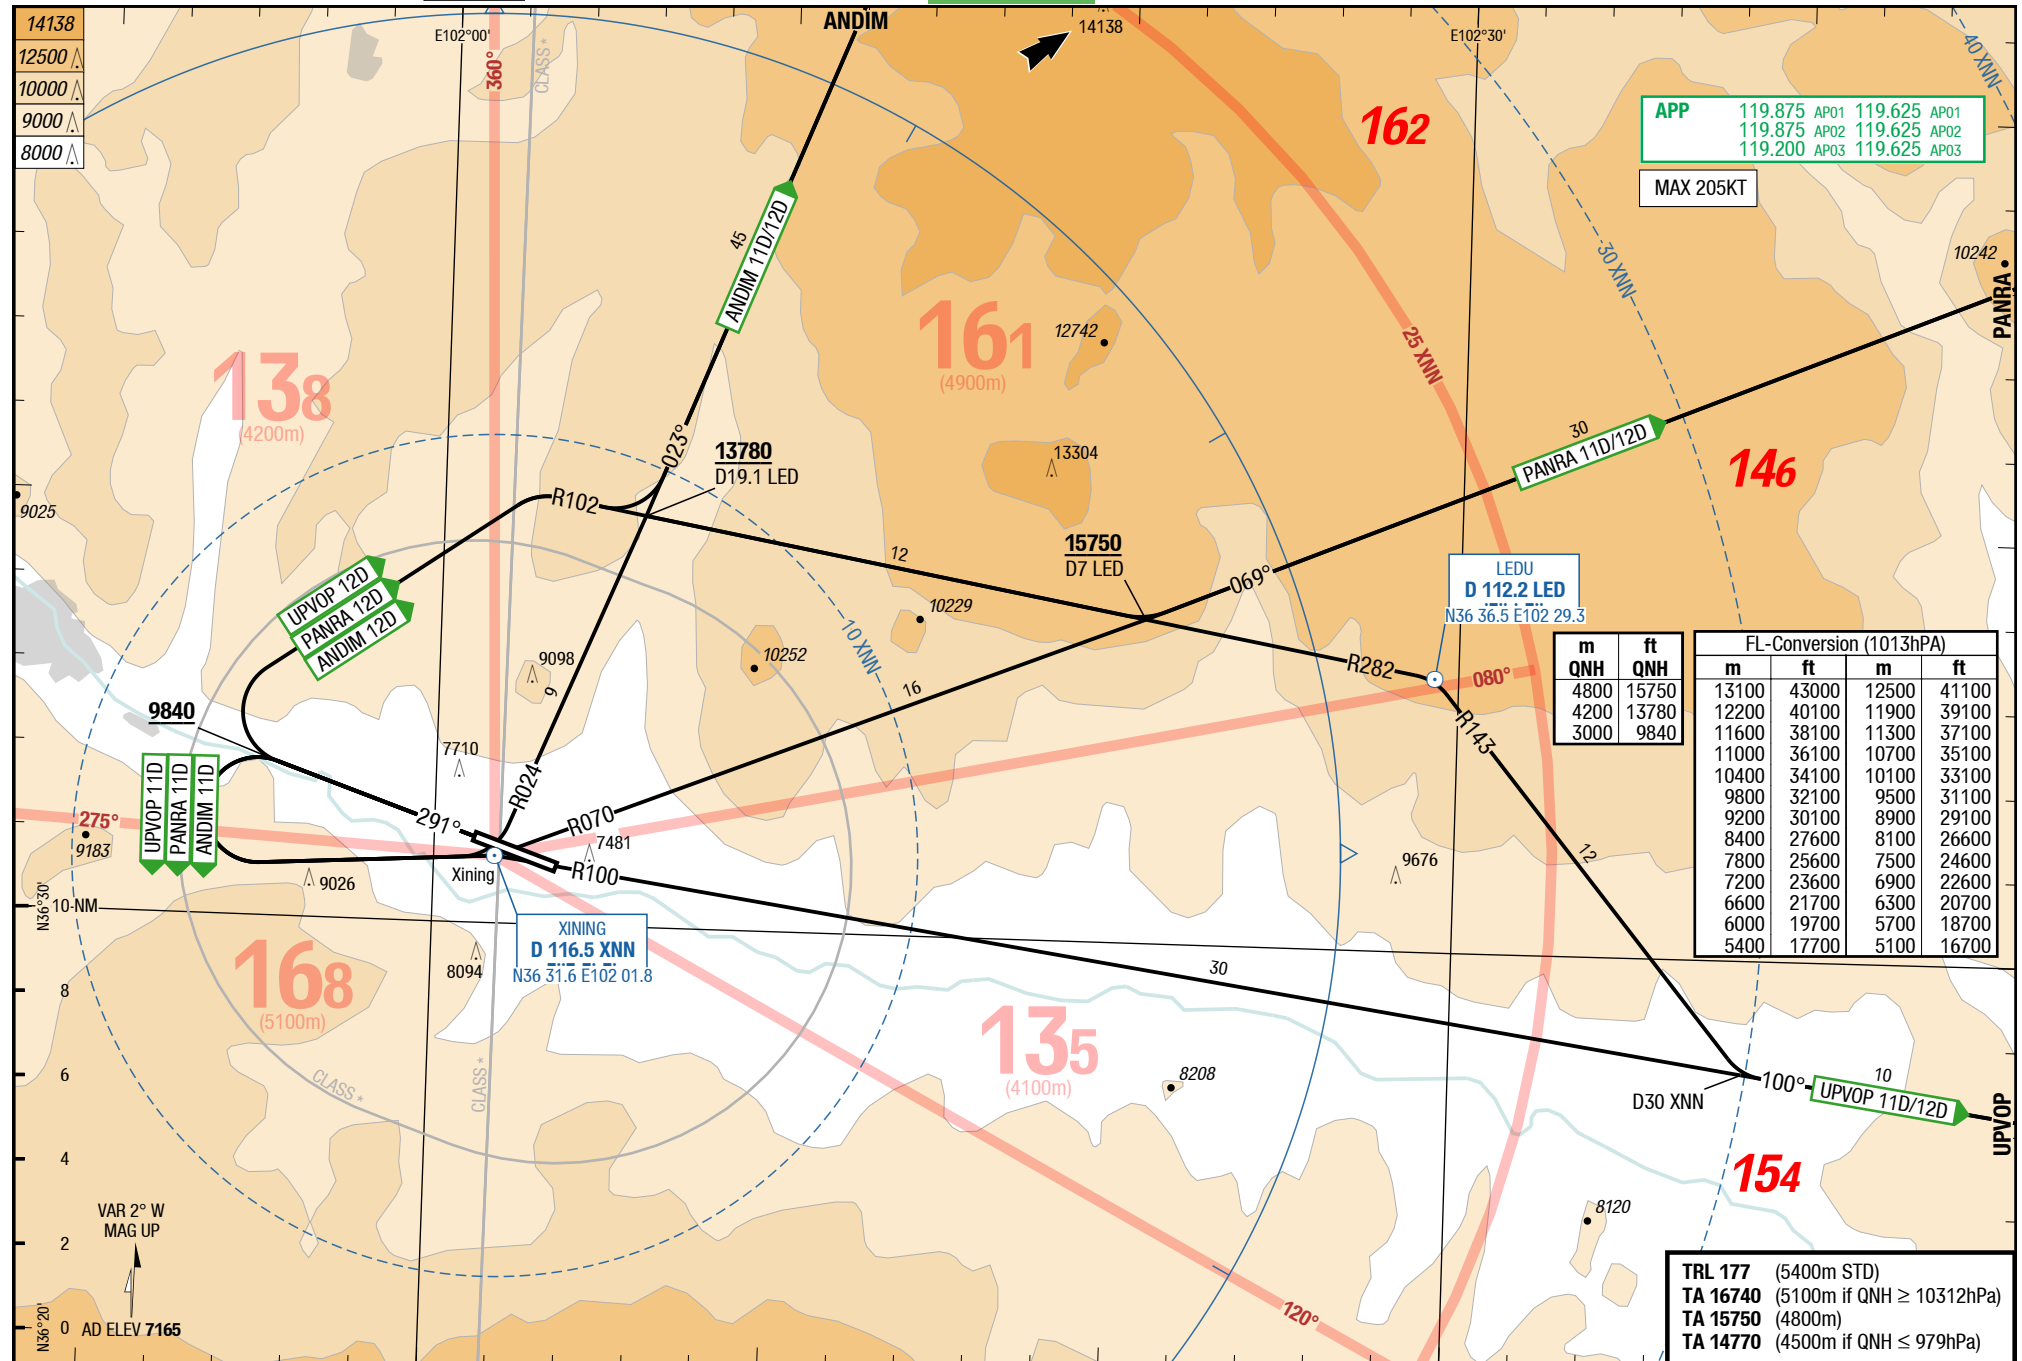 14138
12500
10000
9000
8000
E102°00'
360°
CLASS *
ANDIM
14138
E102°30'
40 XNN
162
APP 119.875 AP01 119.625 AP01
119.875 AP02 119.625 AP02
119.200 AP03 119.625 AP03
MAX 205KT
45
ANDIM 11D/12D
30 XNN
10242
PANRA
138
(4200m)
161
(4900m)
12742
25 XNN
023°
13780
D19.1 LED
13304
30
PANRA 11D/12D
146
9025
R102
12
15750
D7 LED
069°
LEDU
D 112.2 LED
N36 36.5 E102 29.3
UPVOP 12D
PANRA 12D
ANDIM 12D
10229
10 XNN
10252
9098
9
16
R282
080°
R143
m ft
QNH QNH
4800 15750
4200 13780
3000 9840
FL-Conversion (1013hPA)
m ft m ft
13100 43000 12500 41100
12200 40100 11900 39100
11600 38100 11300 37100
11000 36100 10700 35100
10400 34100 10100 33100
9800 32100 9500 31100
9200 30100 8900 29100
8400 27600 8100 26600
7800 25600 7500 24600
7200 23600 6900 22600
6600 21700 6300 20700
6000 19700 5700 18700
5400 17700 5100 16700
9840
7710
R024
UPVOP 11D
PANRA 11D
ANDIM 11D
291°
R070
275°
9183
7481
9676
12
Xining
R100
9026
N36°30'
10-NM
XINING
D 116.5 XNN
N36 31.6 E102 01.8
8094
30
168
(5100m)
8
135
(4100m)
6
CLASS *
CLASS *
8208
D30 XNN
100°
10
UPVOP 11D/12D
UPVOP
4
154
VAR 2° W
MAG UP
8120
2
120°
N36°20'
0
AD ELEV 7165
TRL 177 (5400m STD)
TA 16740 (5100m if QNH ≥ 10312hPa)
TA 15750 (4800m)
TA 14770 (4500m if QNH ≤ 979hPa)